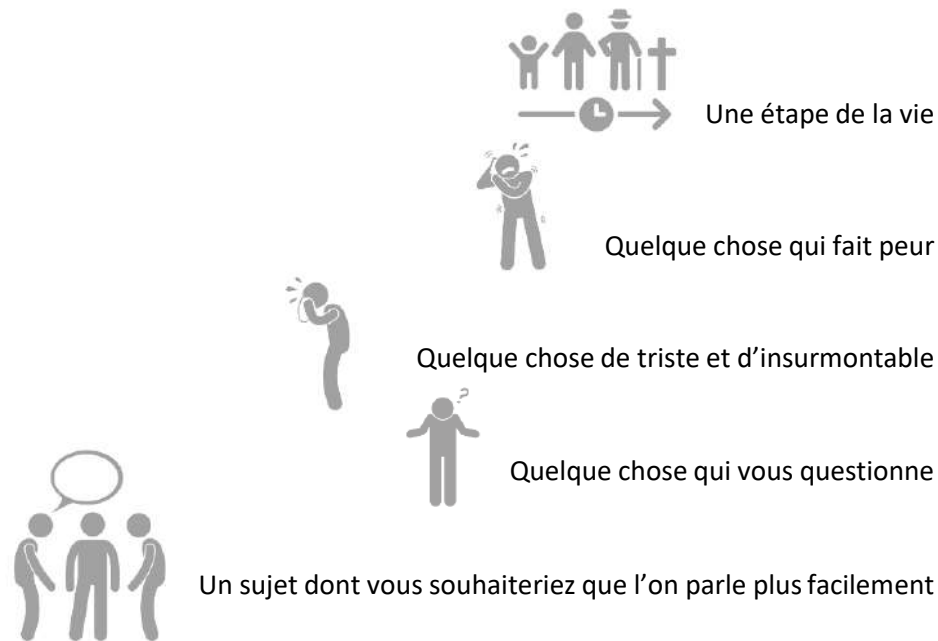 Une étape de la vie
Quelque chose qui fait peur
Quelque chose de triste et d’insurmontable
?
Quelque chose qui vous questionne
Un sujet dont vous souhaiteriez que l’on parle plus facilement